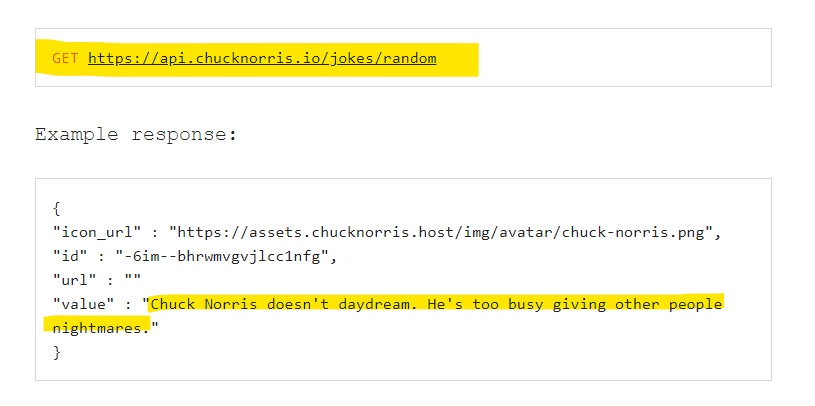 GET https://api.chucknorris.io/jokes/random
Example response:
{
"icon_url" : "https://assets.chucknorris.host/img/avatar/chuck-norris.png",
"id" : "-6im--bhrwmvgvjlcc1nfg",
"url" : ""
"value" : "Chuck Norris doesn't daydream. He's too busy giving other people
nightmares."
}